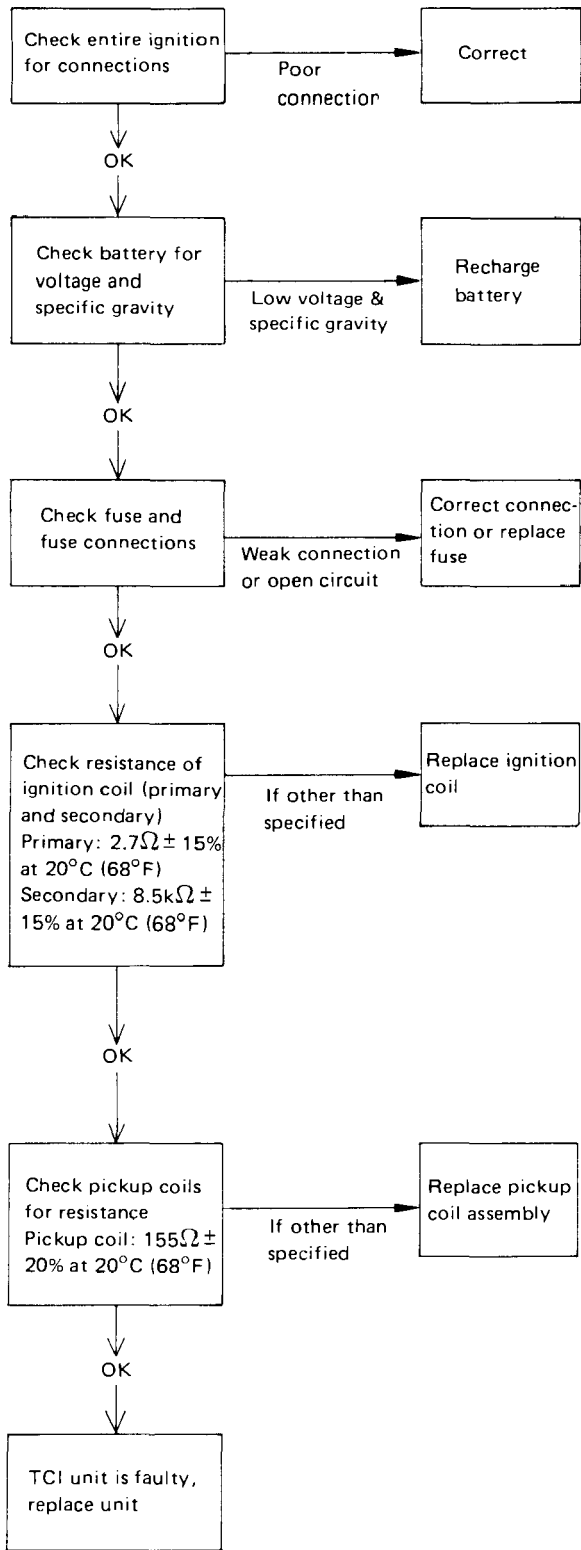 Check entire ignition
for connections
Poor
connection
Correct
OK
Check battery for
voltage and
specific gravity
Low voltage &
specific gravity
Recharge
battery
OK
Check fuse and
fuse connections
Weak connection
or open circuit
Correct connec-
tion or replace
fuse
OK
Check resistance of
ignition coil (primary
and secondary)
Primary: 2.7Ω ± 15%
at 20°C (68°F)
Secondary: 8.5kΩ ±
15% at 20°C (68°F)
If other than
specified
Replace ignition
coil
OK
Check pickup coils
for resistance
Pickup coil: 155Ω ±
20% at 20°C (68°F)
If other than
specified
Replace pickup
coil assembly
OK
TCI unit is faulty,
replace unit